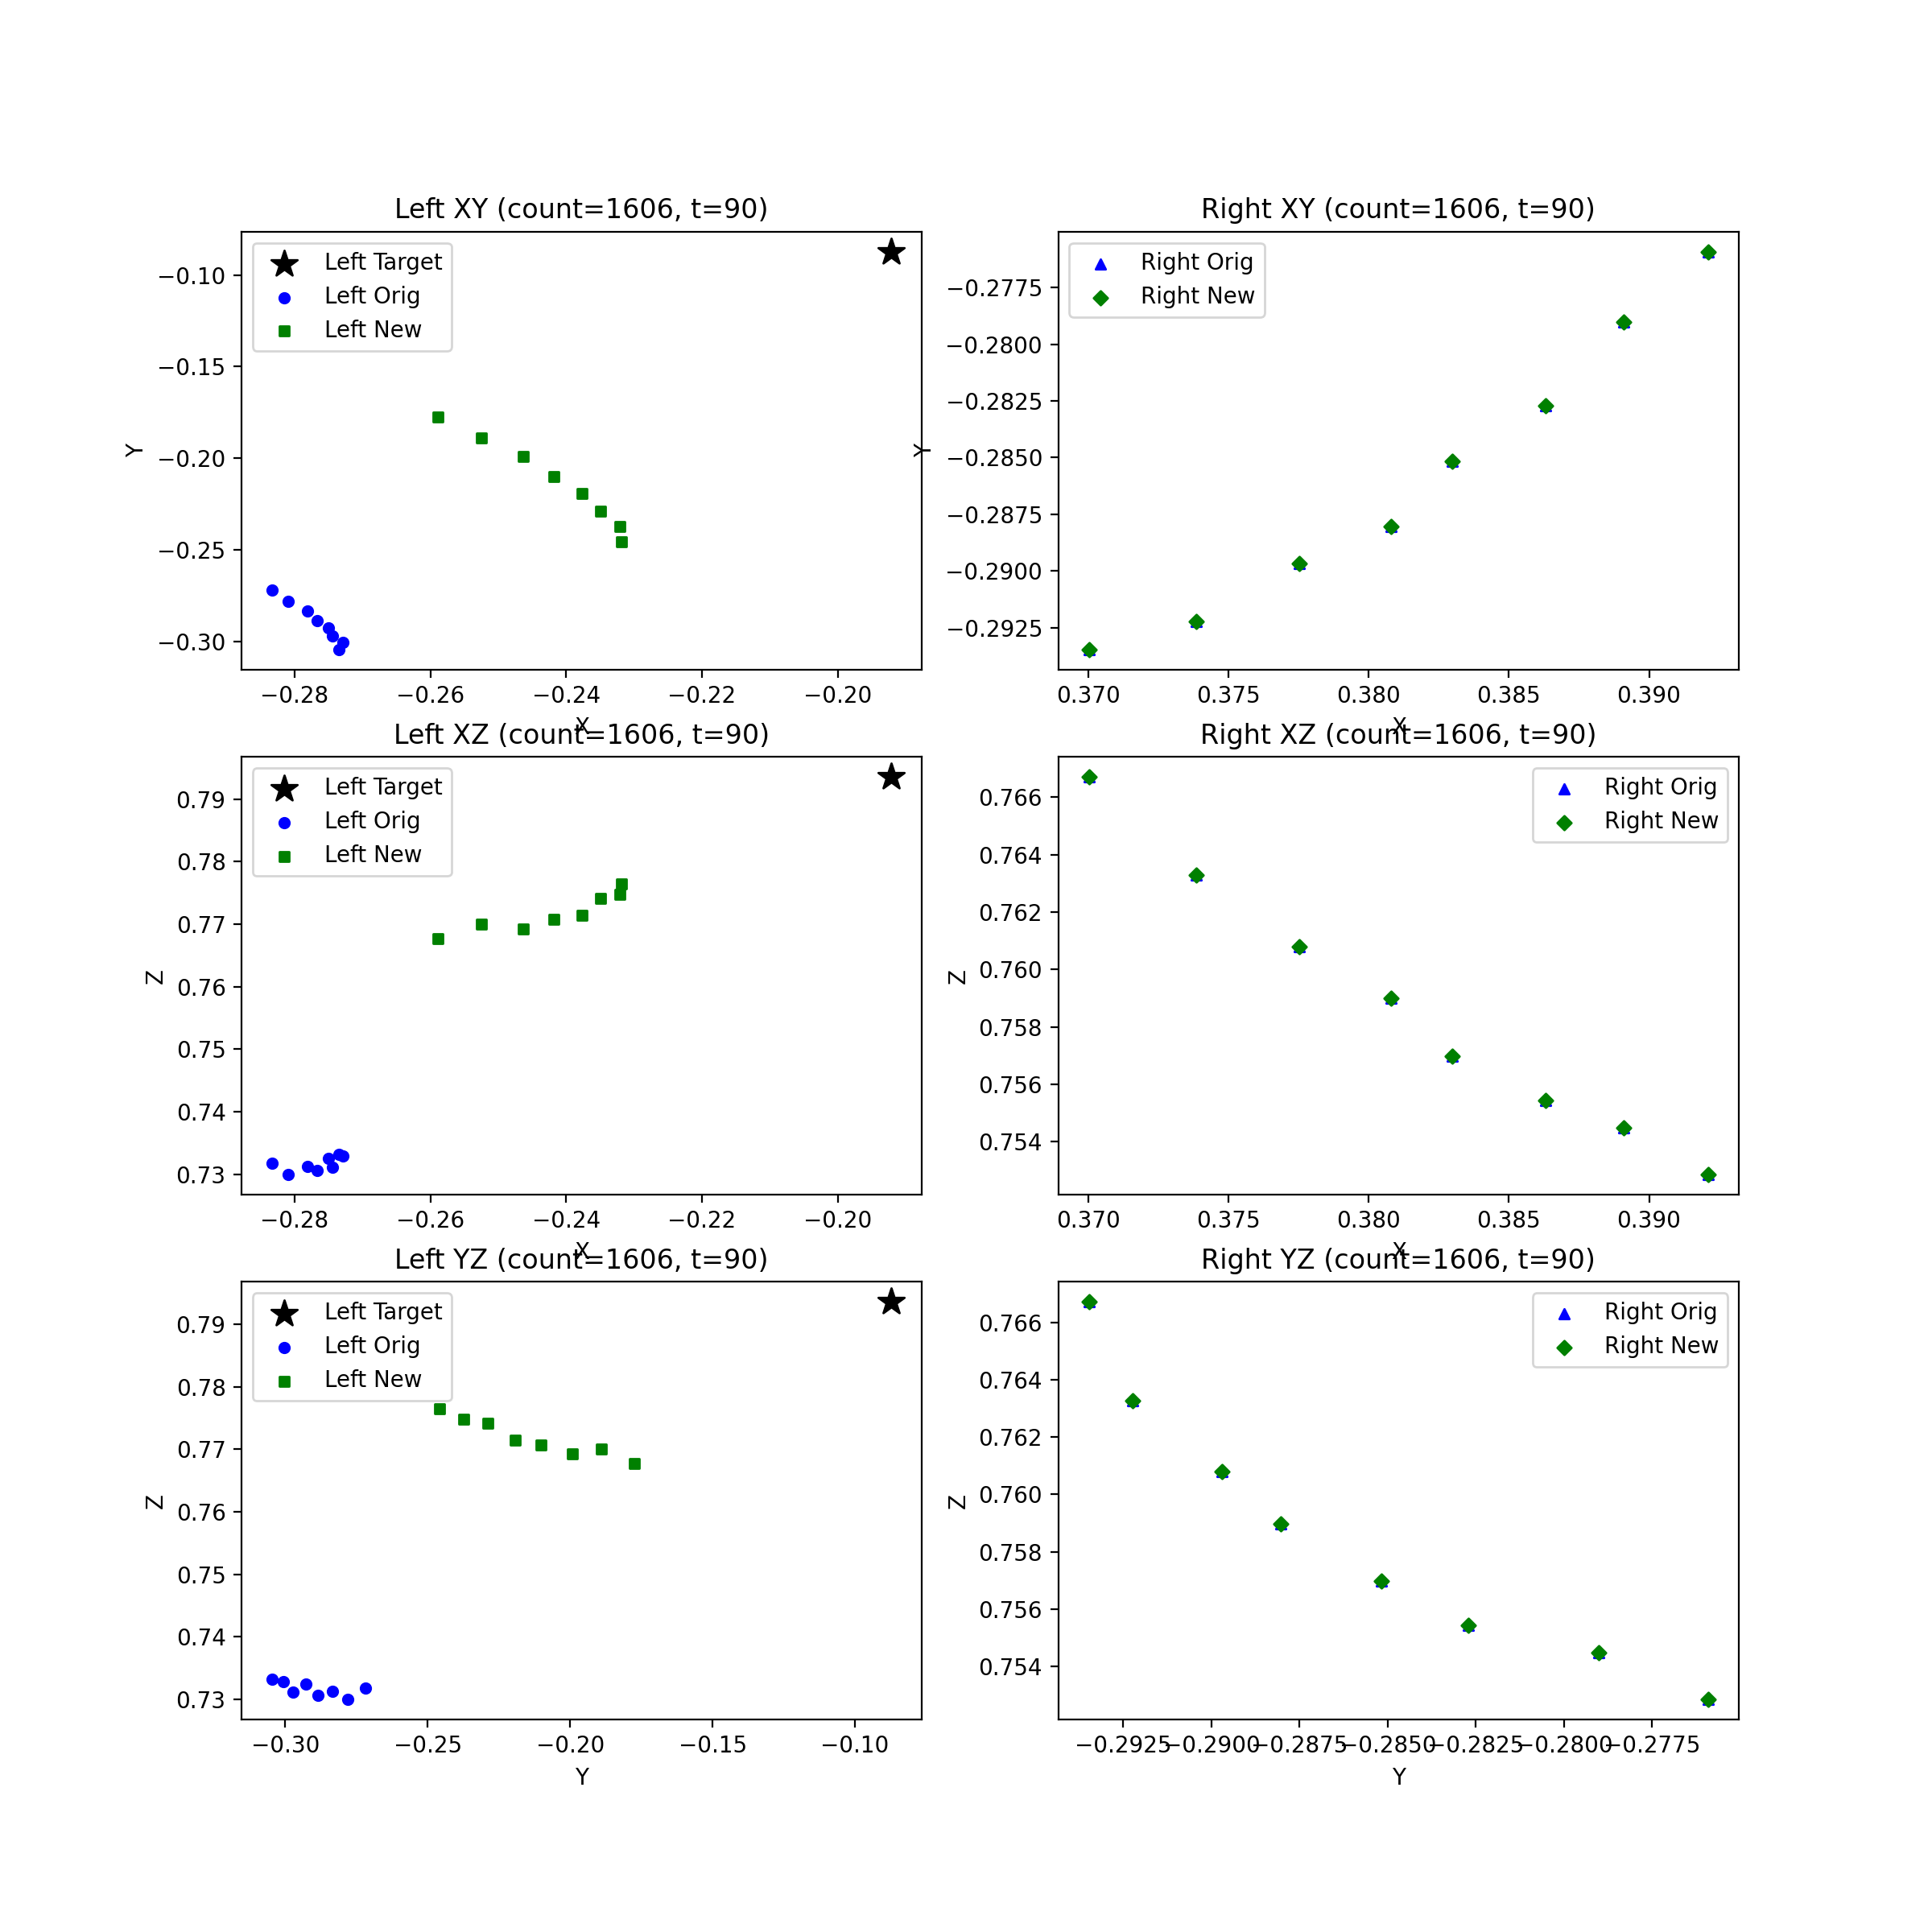 Left XY (count=1606, t=90)
Left Target
Left Orig
Left New
−0.10
−0.15
−0.20
−0.25
−0.30
Y
−0.28
−0.26
−0.24
−0.22
−0.20
X
Right XY (count=1606, t=90)
Right Orig
Right New
−0.2775
−0.2800
−0.2825
−0.2850
−0.2875
−0.2900
−0.2925
Y
0.370
0.375
0.380
0.385
0.390
X
Left XZ (count=1606, t=90)
Left Target
Left Orig
Left New
0.79
0.78
0.77
0.76
0.75
0.74
0.73
Z
−0.28
−0.26
−0.24
−0.22
−0.20
X
Right XZ (count=1606, t=90)
Right Orig
Right New
0.766
0.764
0.762
0.760
0.758
0.756
0.754
Z
0.370
0.375
0.380
0.385
0.390
X
Left YZ (count=1606, t=90)
Left Target
Left Orig
Left New
0.79
0.78
0.77
0.76
0.75
0.74
0.73
Z
−0.30
−0.25
−0.20
−0.15
−0.10
Y
Right YZ (count=1606, t=90)
Right Orig
Right New
0.766
0.764
0.762
0.760
0.758
0.756
0.754
Z
−0.2925
−0.2900
−0.2875
−0.2850
−0.2825
−0.2800
−0.2775
Y